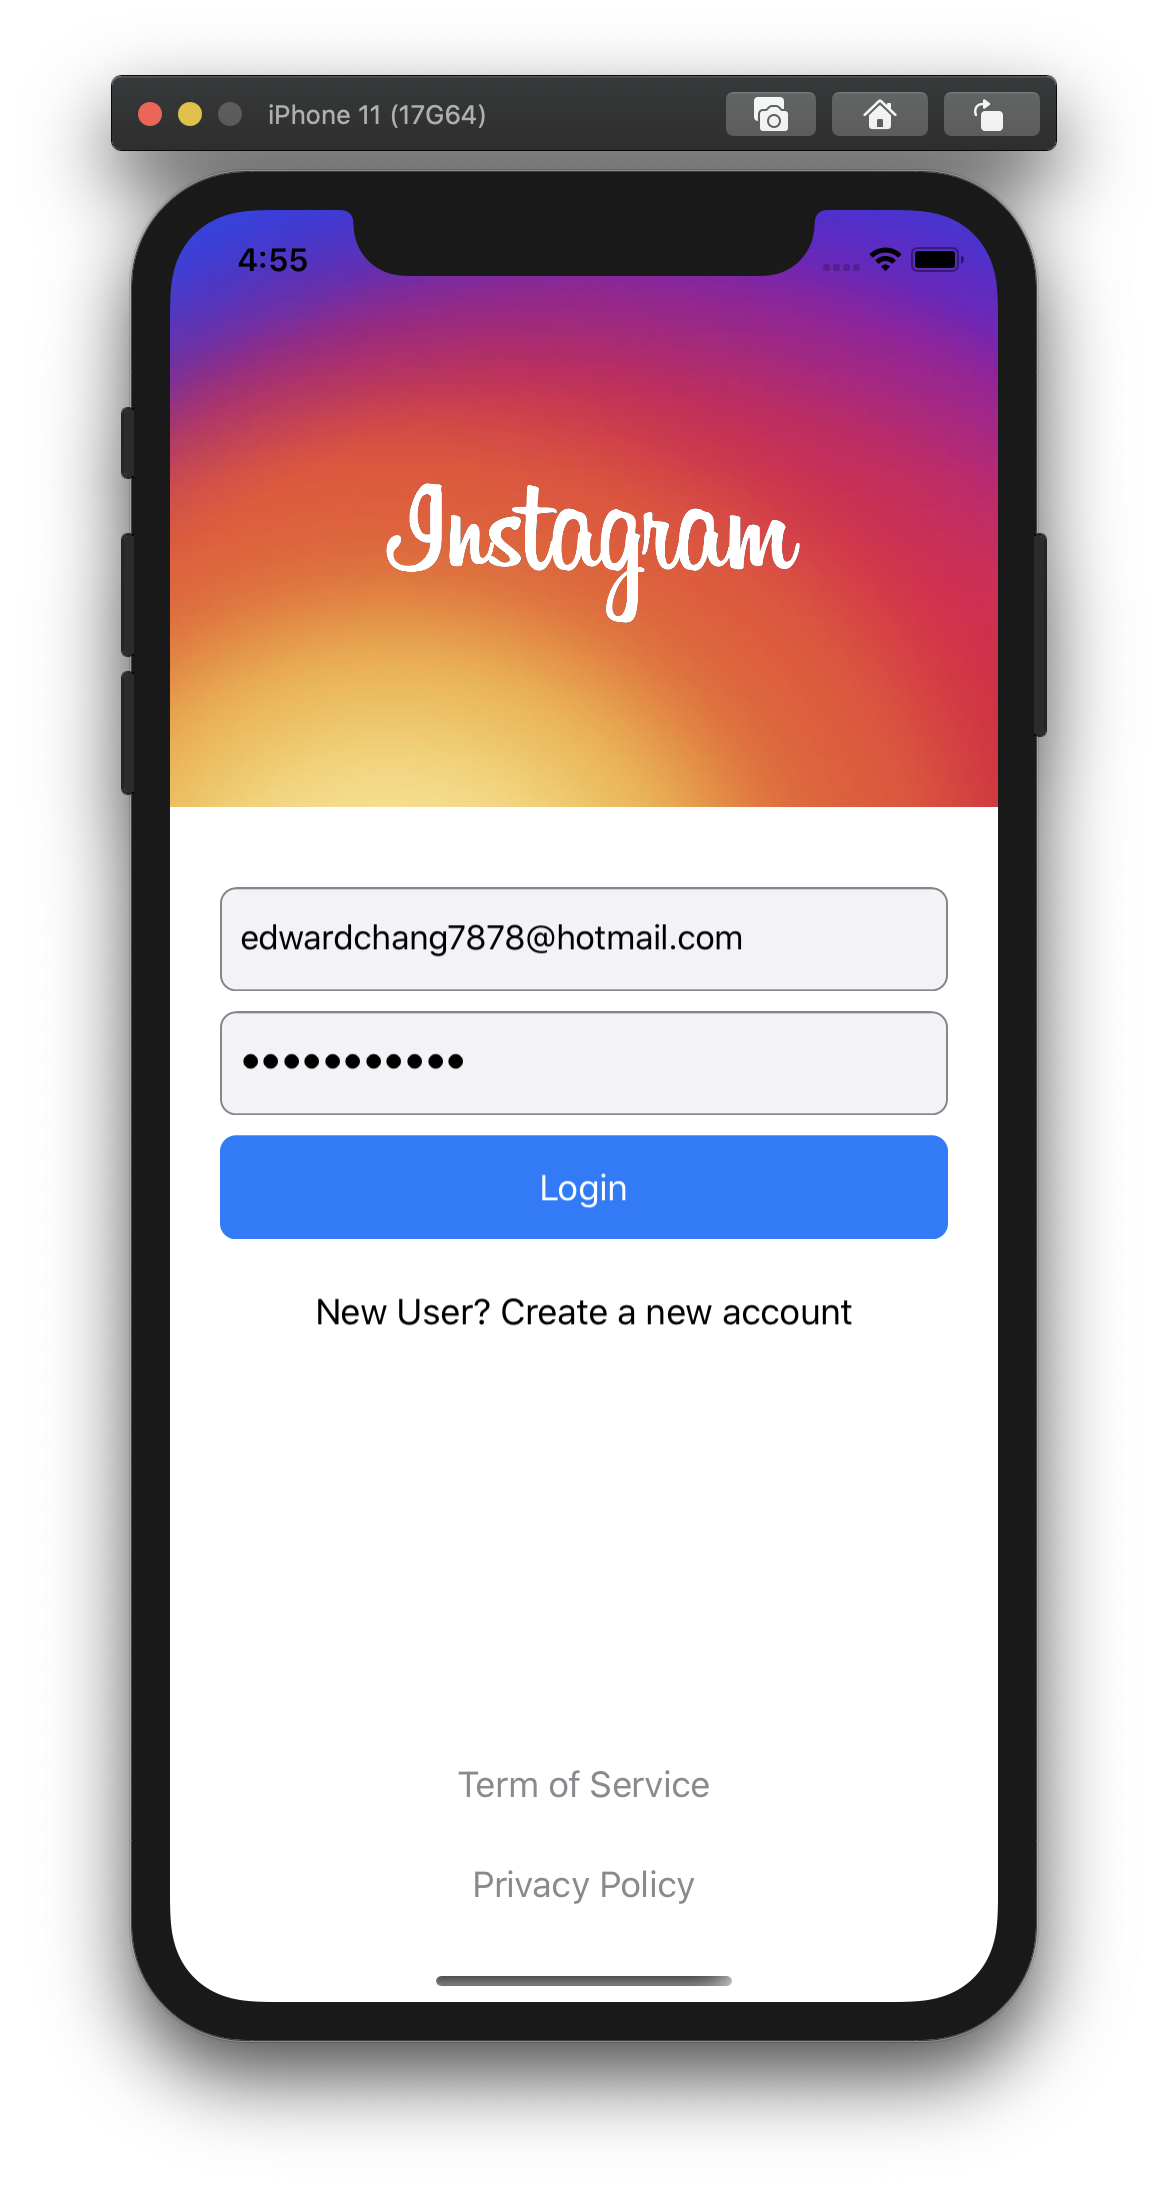 iPhone 11 (17G64)
4:55
Instagram
edwardchang7878@hotmail.com
●●●●●●●●●●●
Login
New User? Create a new account
Term of Service
Privacy Policy